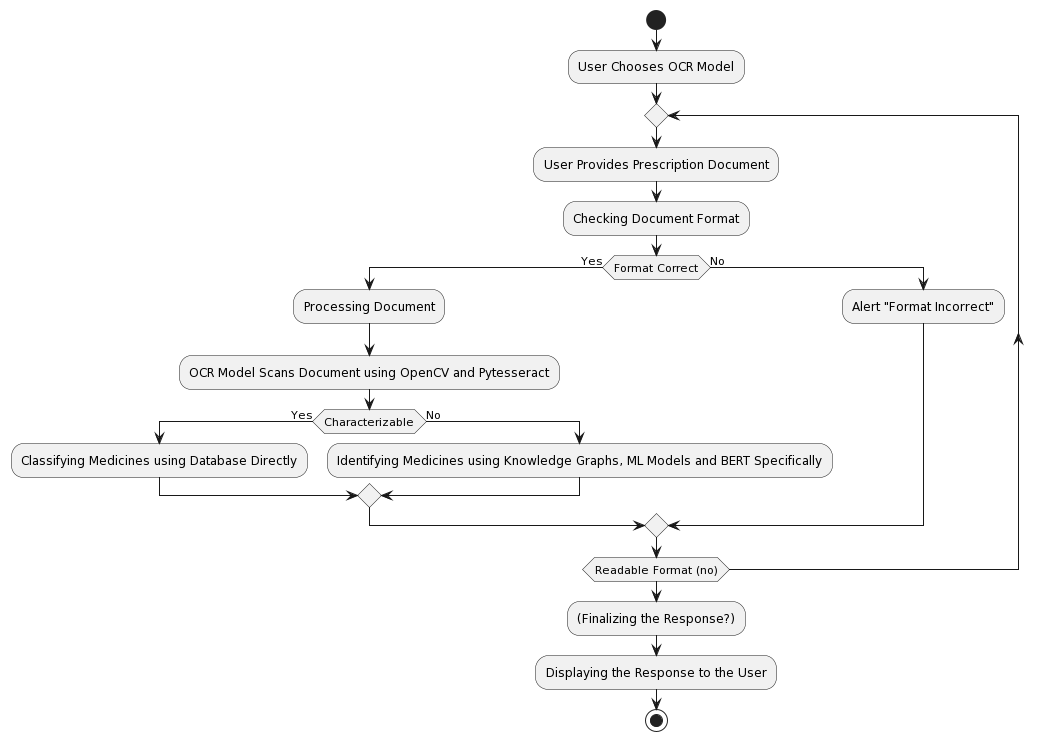 User Chooses OCR Model
User Provides Prescription Document
Checking Document Format
Yes
Format Correct
No
Processing Document
Alert "Format Incorrect"
OCR Model Scans Document using OpenCV and Pytesseract
Yes
Characterizable
No
Classifying Medicines using Database Directly
Identifying Medicines using Knowledge Graphs, ML Models and BERT Specifically
Readable Format (no)
(Finalizing the Response?)
Displaying the Response to the User